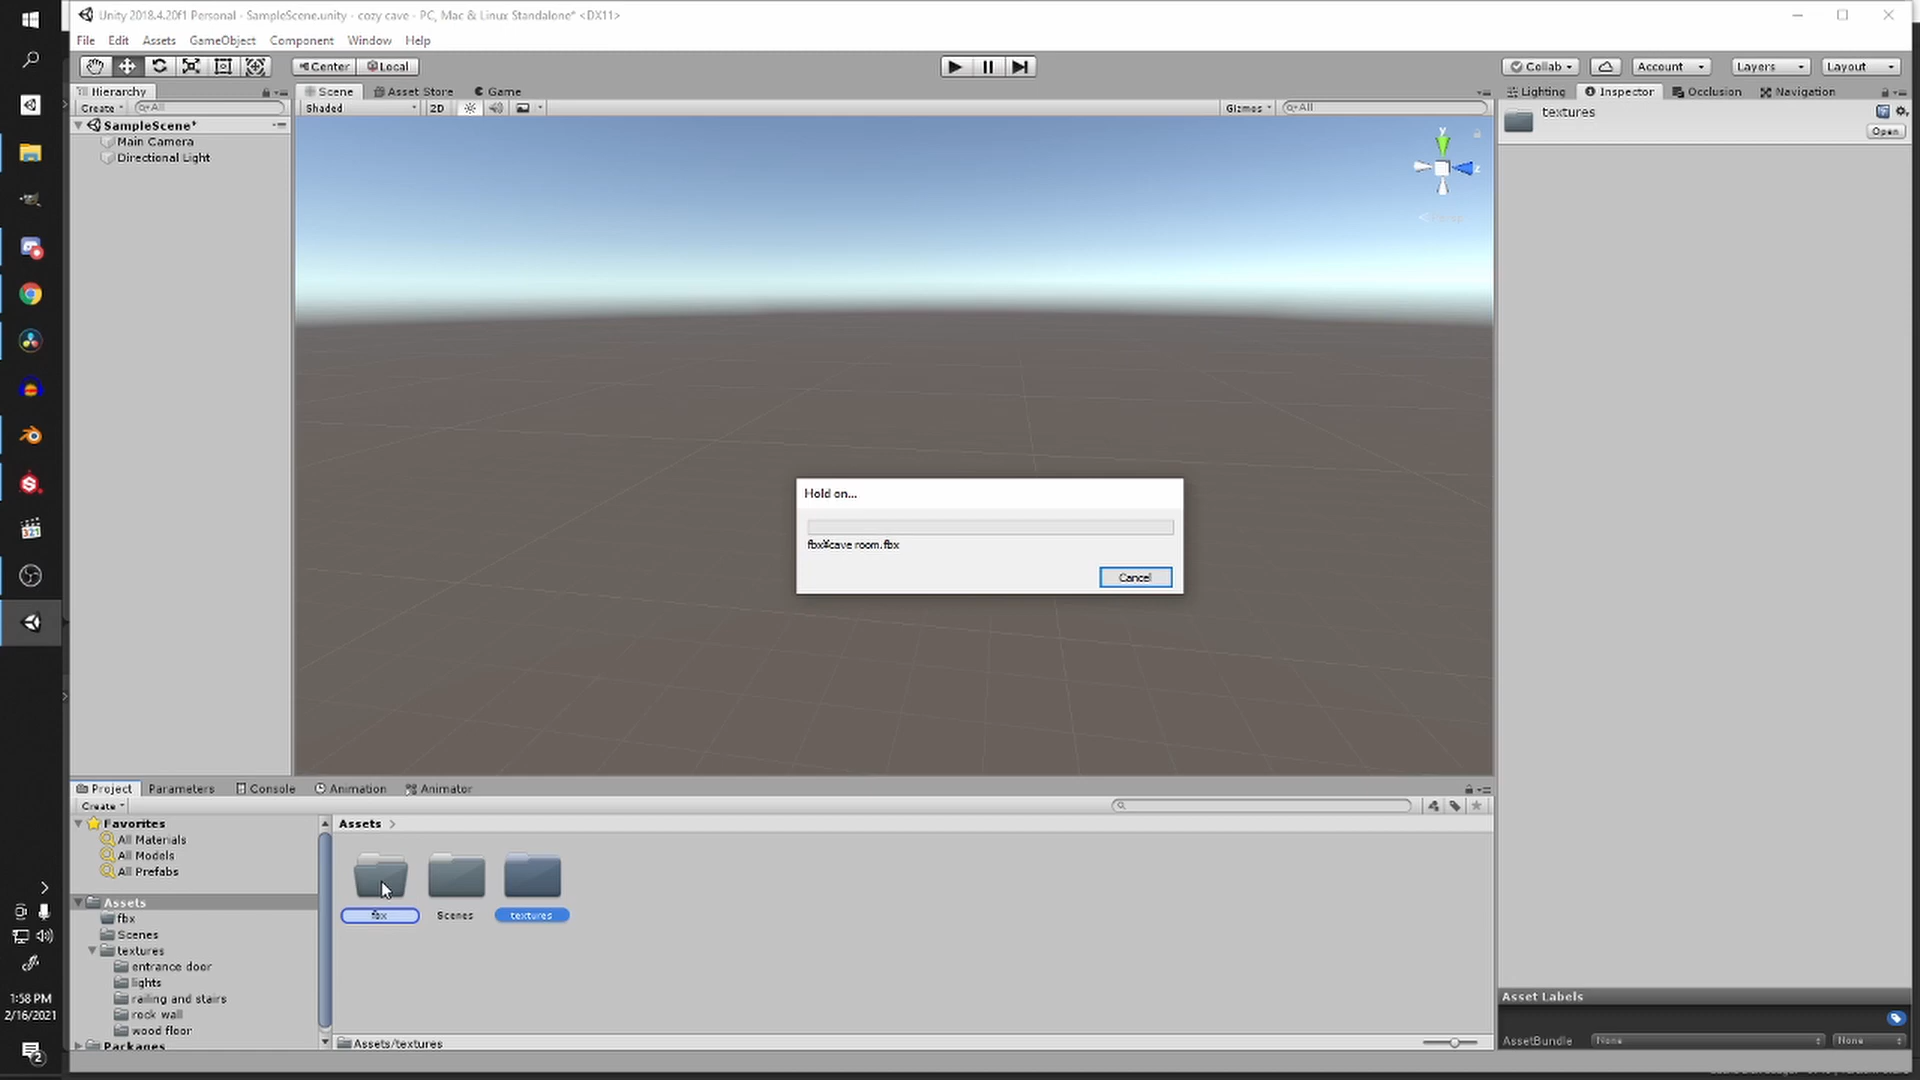 Unity 2018.4.20f1 Personal - SampleScene.unity - cozy cave - PC, Mac & Linux Standalone* <DX11>
File Edit Assets GameObject Component Window Help
Center Local
Collab Account Layers Layout
Hierarchy
Scene Asset Store Game
Lighting Inspector Occlusion Navigation
Create All
Shaded 2D Gizmos All
textures
Open
SampleScene*
Main Camera
Directional Light
y
z
Persp
Hold on...
fbx¥cave room.fbx
Cancel
Project Parameters Console Animation Animator
Create
Favorites
All Materials
All Models
All Prefabs
Assets
fbx
Scenes
textures
entrance door
lights
railing and stairs
rock wall
wood floor
Packages
Assets
fbx Scenes textures
Assets/textures
Asset Labels
AssetBundle None None
321
1:58 PM
2/16/2021
2